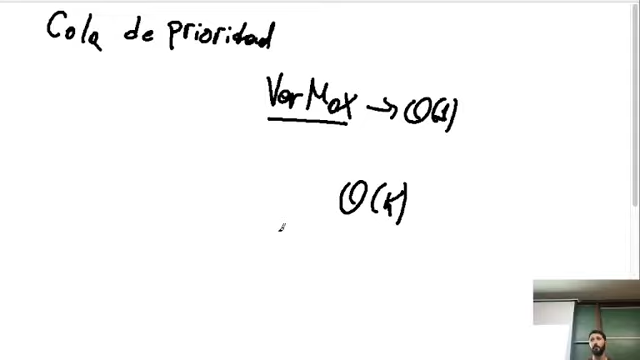 Cola de prioridad
VerMax → O(1)
O(k)